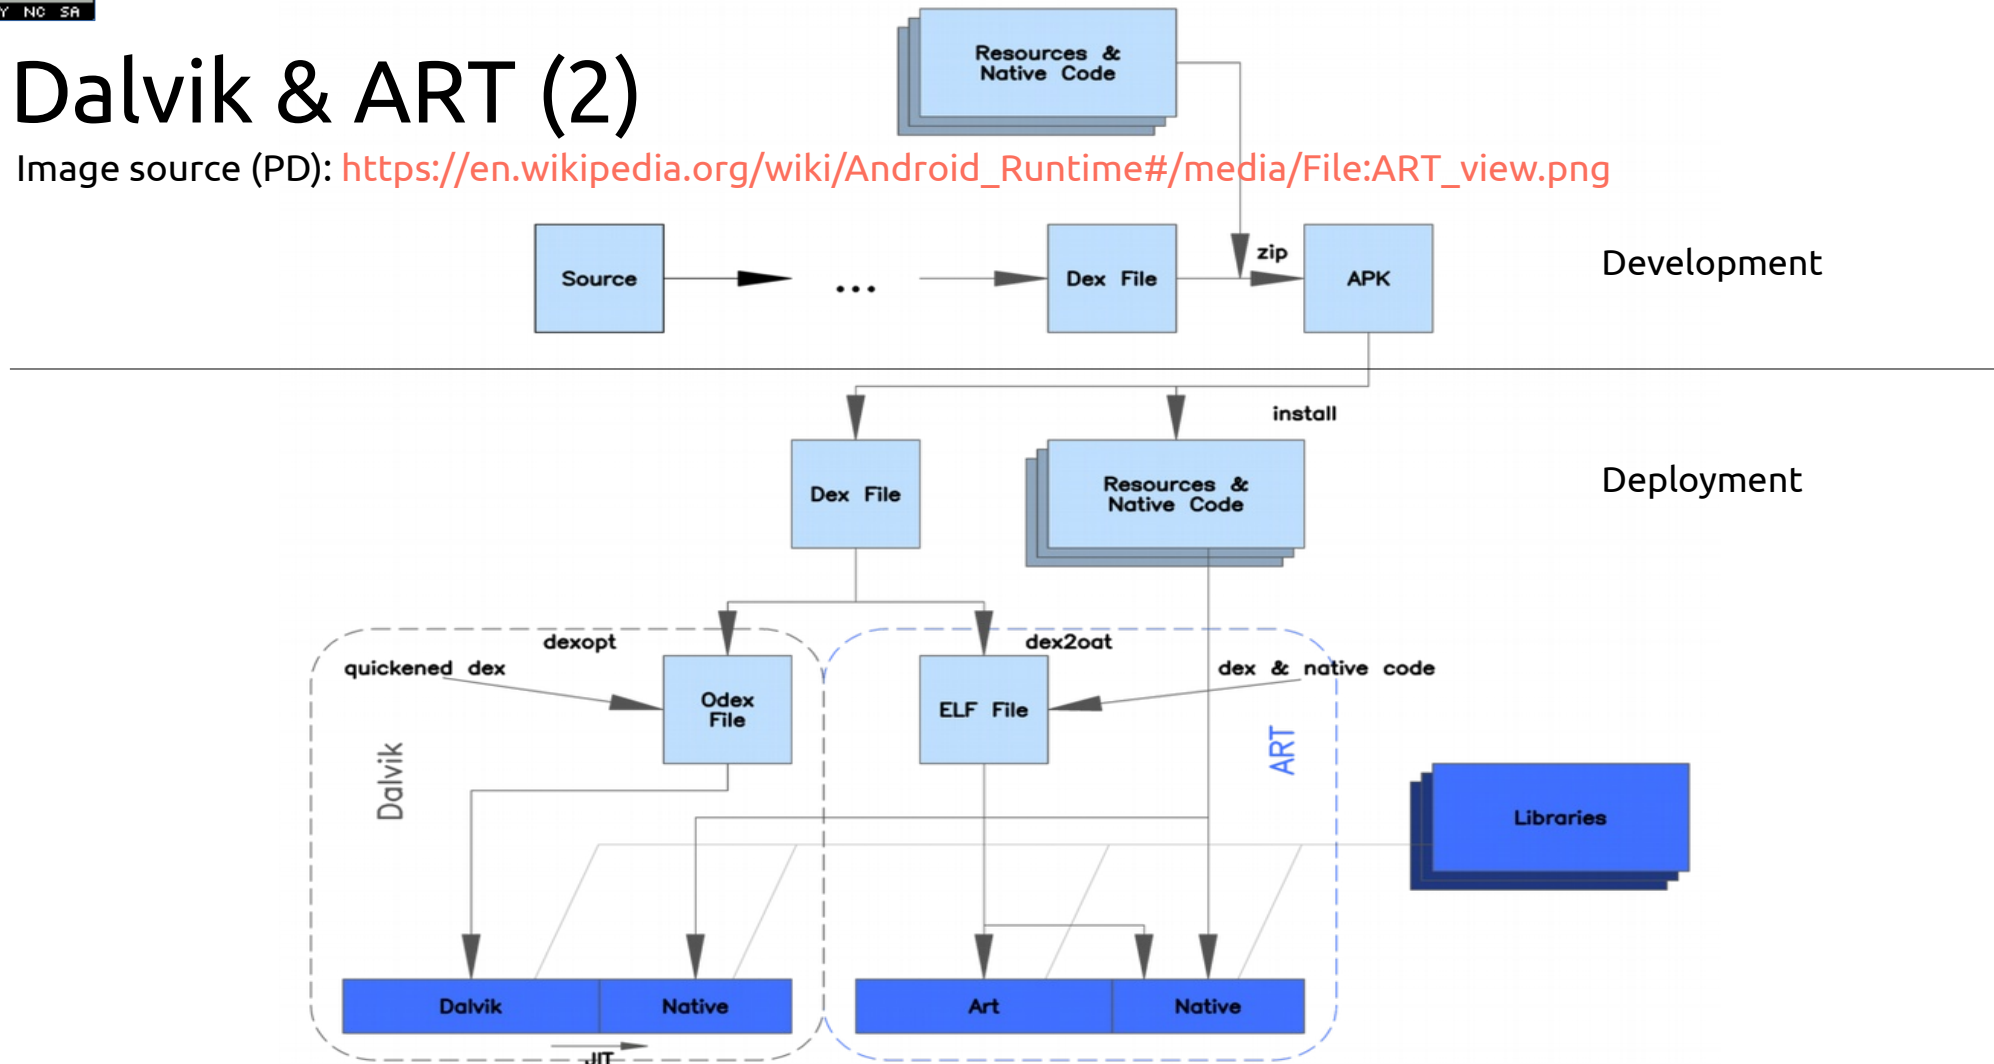 Y NC SA
Dalvik & ART (2)
Image source (PD): https://en.wikipedia.org/wiki/Android_Runtime#/media/File:ART_view.png
Resources &
Native Code
Source
...
Dex File
zip
APK
Development
install
Dex File
Resources &
Native Code
Deployment
dexopt
dex2oat
quickened dex
dex & native code
Odex
File
ELF File
Dalvik
ART
Libraries
Dalvik
Native
Art
Native
JIT